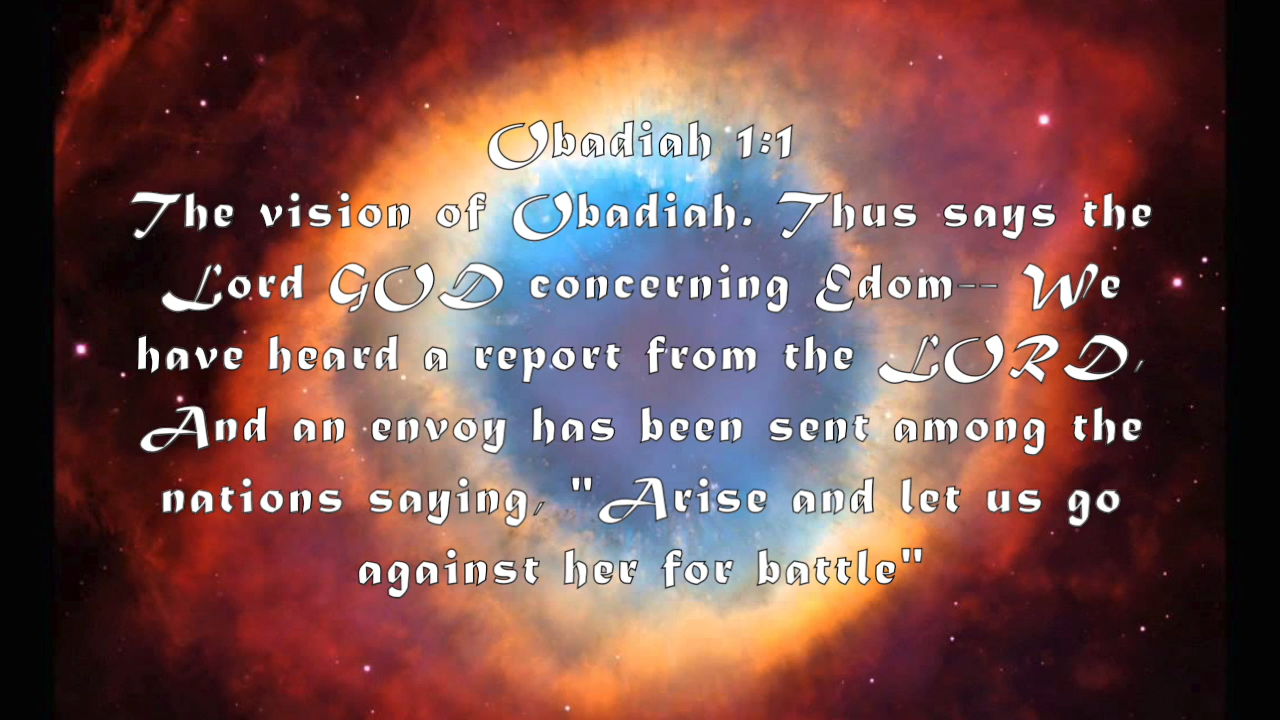 Obadiah 1:1
The vision of Obadiah. Thus says the
Lord GOD concerning Edom-- We
have heard a report from the LORD,
And an envoy has been sent among the
nations saying, "Arise and let us go
against her for battle"